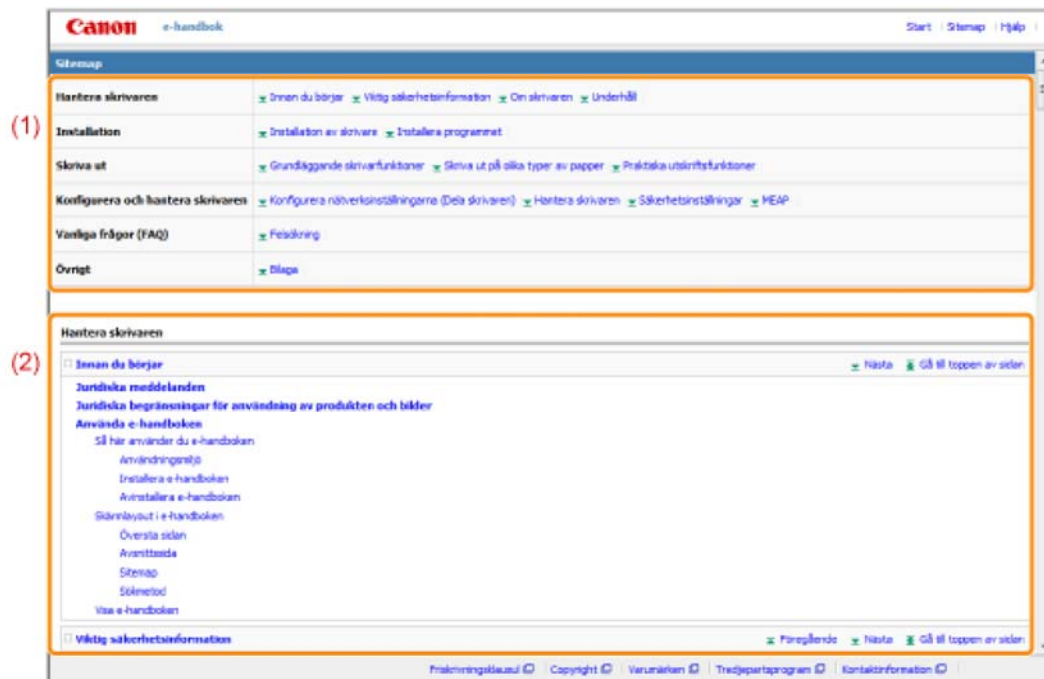 Canon e-handbok Start Sitemap Hjälp
Sitemap
(1)
Hantera skrivaren Innan du börjar Viktig säkerhetsinformation Om skrivaren Underhåll
Installation Installation av skrivare Installera programmet
Skriva ut Grundläggande skrivarfunktioner Skriva ut på olika typer av papper Praktiska utskriftsfunktioner
Konfigurera och hantera skrivaren Konfigurera nätverksinställningarna (Dela skrivaren) Hantera skrivaren Säkerhetsinställningar MEAP
Vanliga frågor (FAQ) Felsökning
Övrigt Bilaga
Hantera skrivaren
(2)
Innan du börjar Nästa Gå till toppen av sidan
Juridiska meddelanden
Juridiska begränsningar för användning av produkten och bilder
Använda e-handboken
Så här använder du e-handboken
Användningsmiljö
Installera e-handboken
Avinstallera e-handboken
Skärmlayout i e-handboken
Översta sidan
Avsnittssida
Sitemap
Sökmetod
Visa e-handboken
Viktig säkerhetsinformation Föregående Nästa Gå till toppen av sidan
Friskrivningsklausul Copyright Varumärken Tredjepartsprogram Kontaktinformation